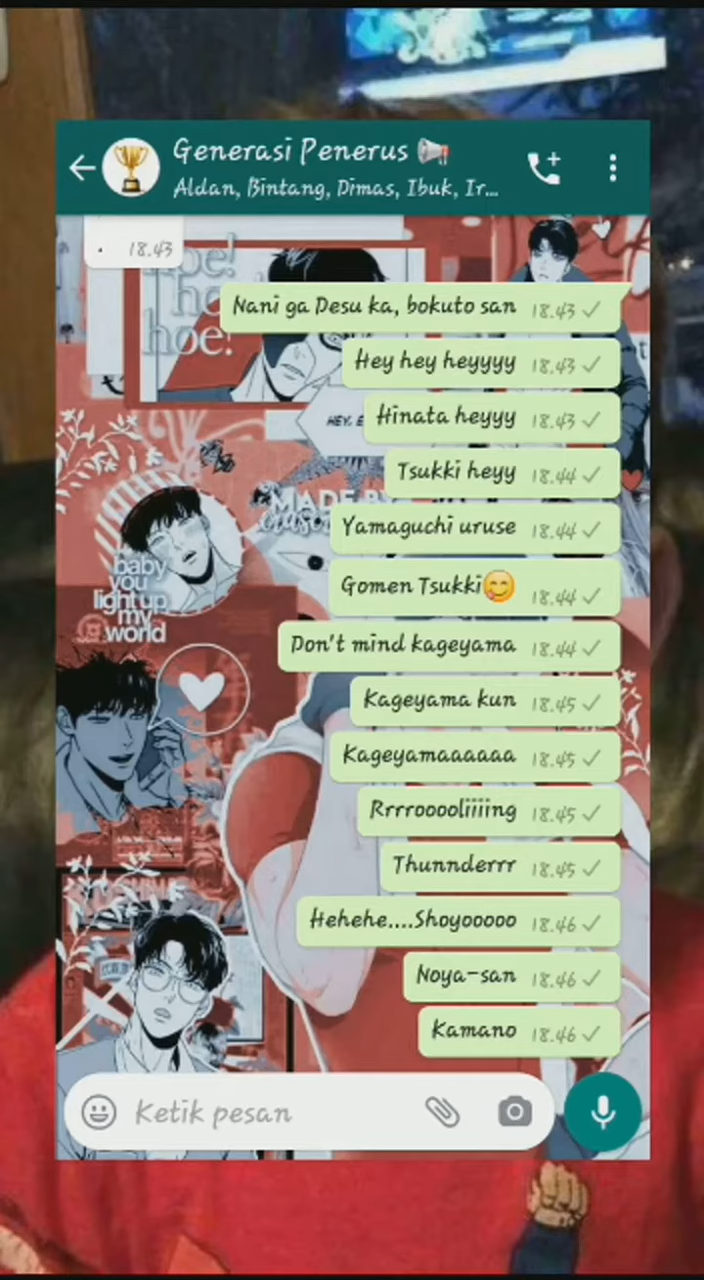 Generasi Penerus
Aldan, Bintang, Dimas, Ibuk, Ir...
. 18.43
hoe!
hoe!
Nani ga Desu ka, bokuto san 18.43
Hey hey heyyyy 18.43
HEY,
Hinata heyyy 18.43
Tsukki heyy 18.44
MADE BY
Yamaguchi uruse 18.44
baby
you
light up
my
world
Gomen Tsukki😋 18.44
Don't mind kageyama 18.44
Kageyama kun 18.45
Kageyamaaaaaa 18.45
Rrrrooooliiiing 18.45
Thunnderrr 18.45
Hehehe....Shoyooooo 18.46
Noya-san 18.46
Kamano 18.46
Ketik pesan